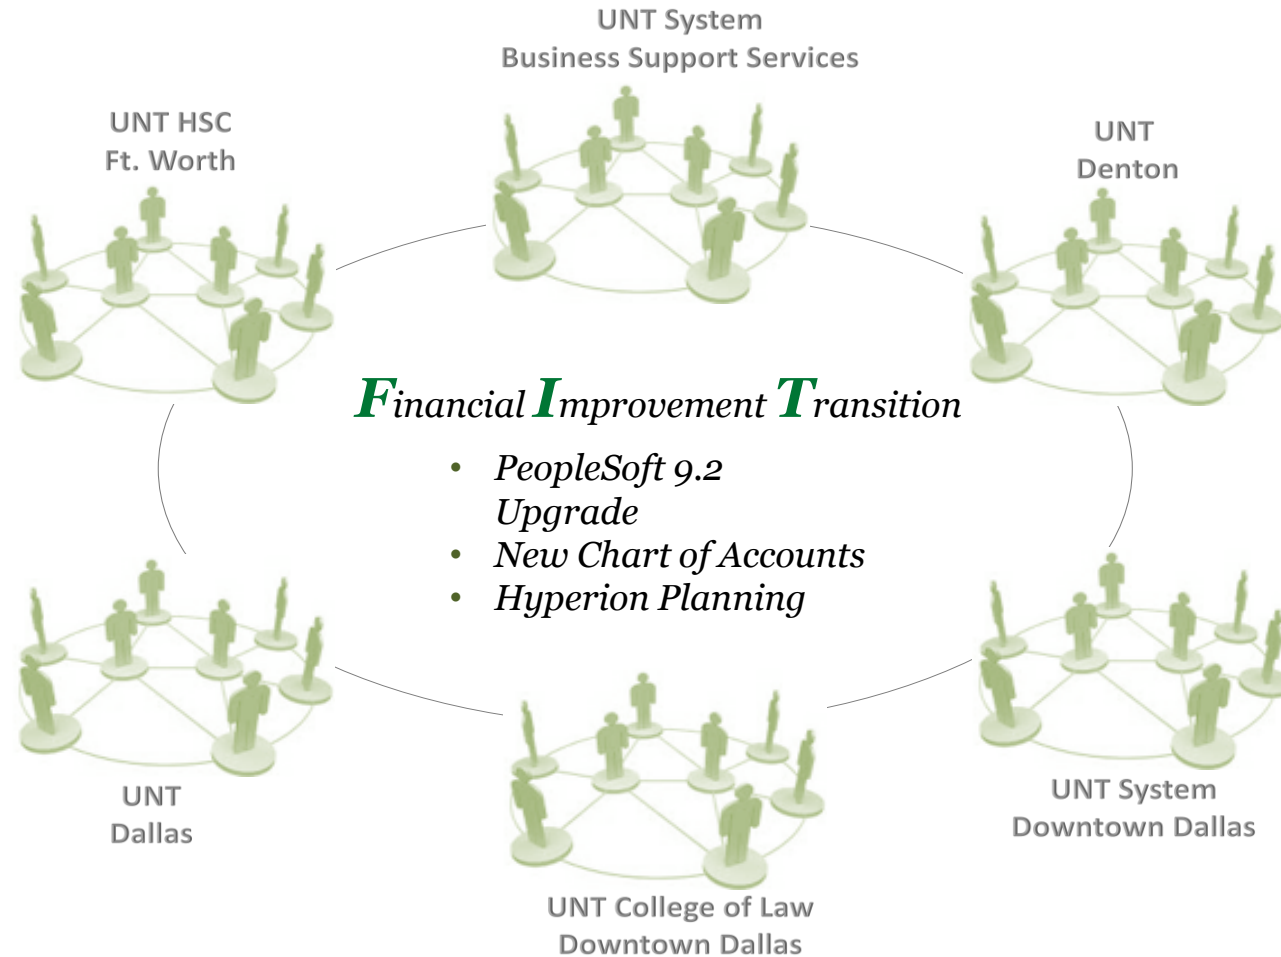 UNT System
Business Support Services
UNT HSC
Ft. Worth
UNT
Denton
Financial Improvement Transition
• PeopleSoft 9.2
Upgrade
• New Chart of Accounts
• Hyperion Planning
UNT
Dallas
UNT System
Downtown Dallas
UNT College of Law
Downtown Dallas